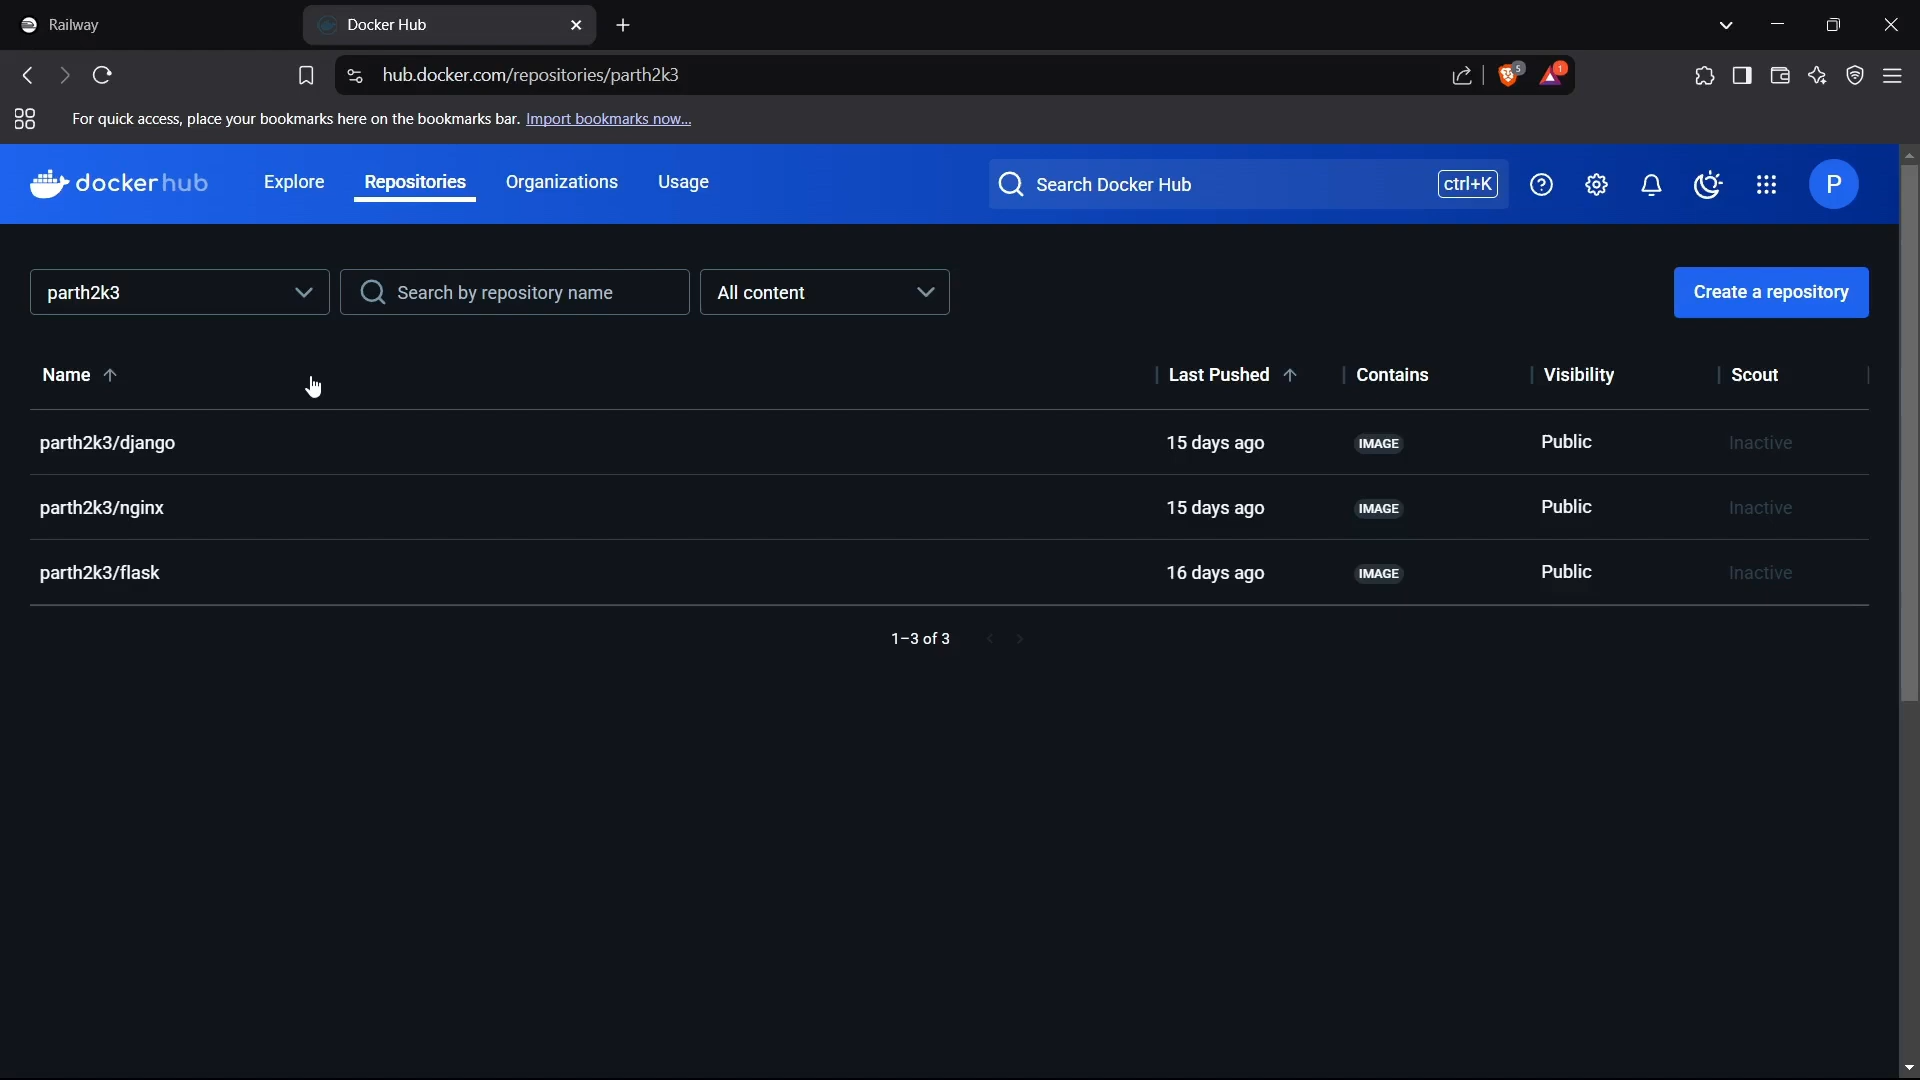 Railway
Docker Hub
hub.docker.com/repositories/parth2k3
5
1
For quick access, place your bookmarks here on the bookmarks bar. Import bookmarks now...
dockerhub Explore Repositories Organizations Usage Search Docker Hub ctrl+K P
parth2k3 Search by repository name All content Create a repository
Name Last Pushed Contains Visibility Scout
parth2k3/django 15 days ago IMAGE Public Inactive
parth2k3/nginx 15 days ago IMAGE Public Inactive
parth2k3/flask 16 days ago IMAGE Public Inactive
1–3 of 3